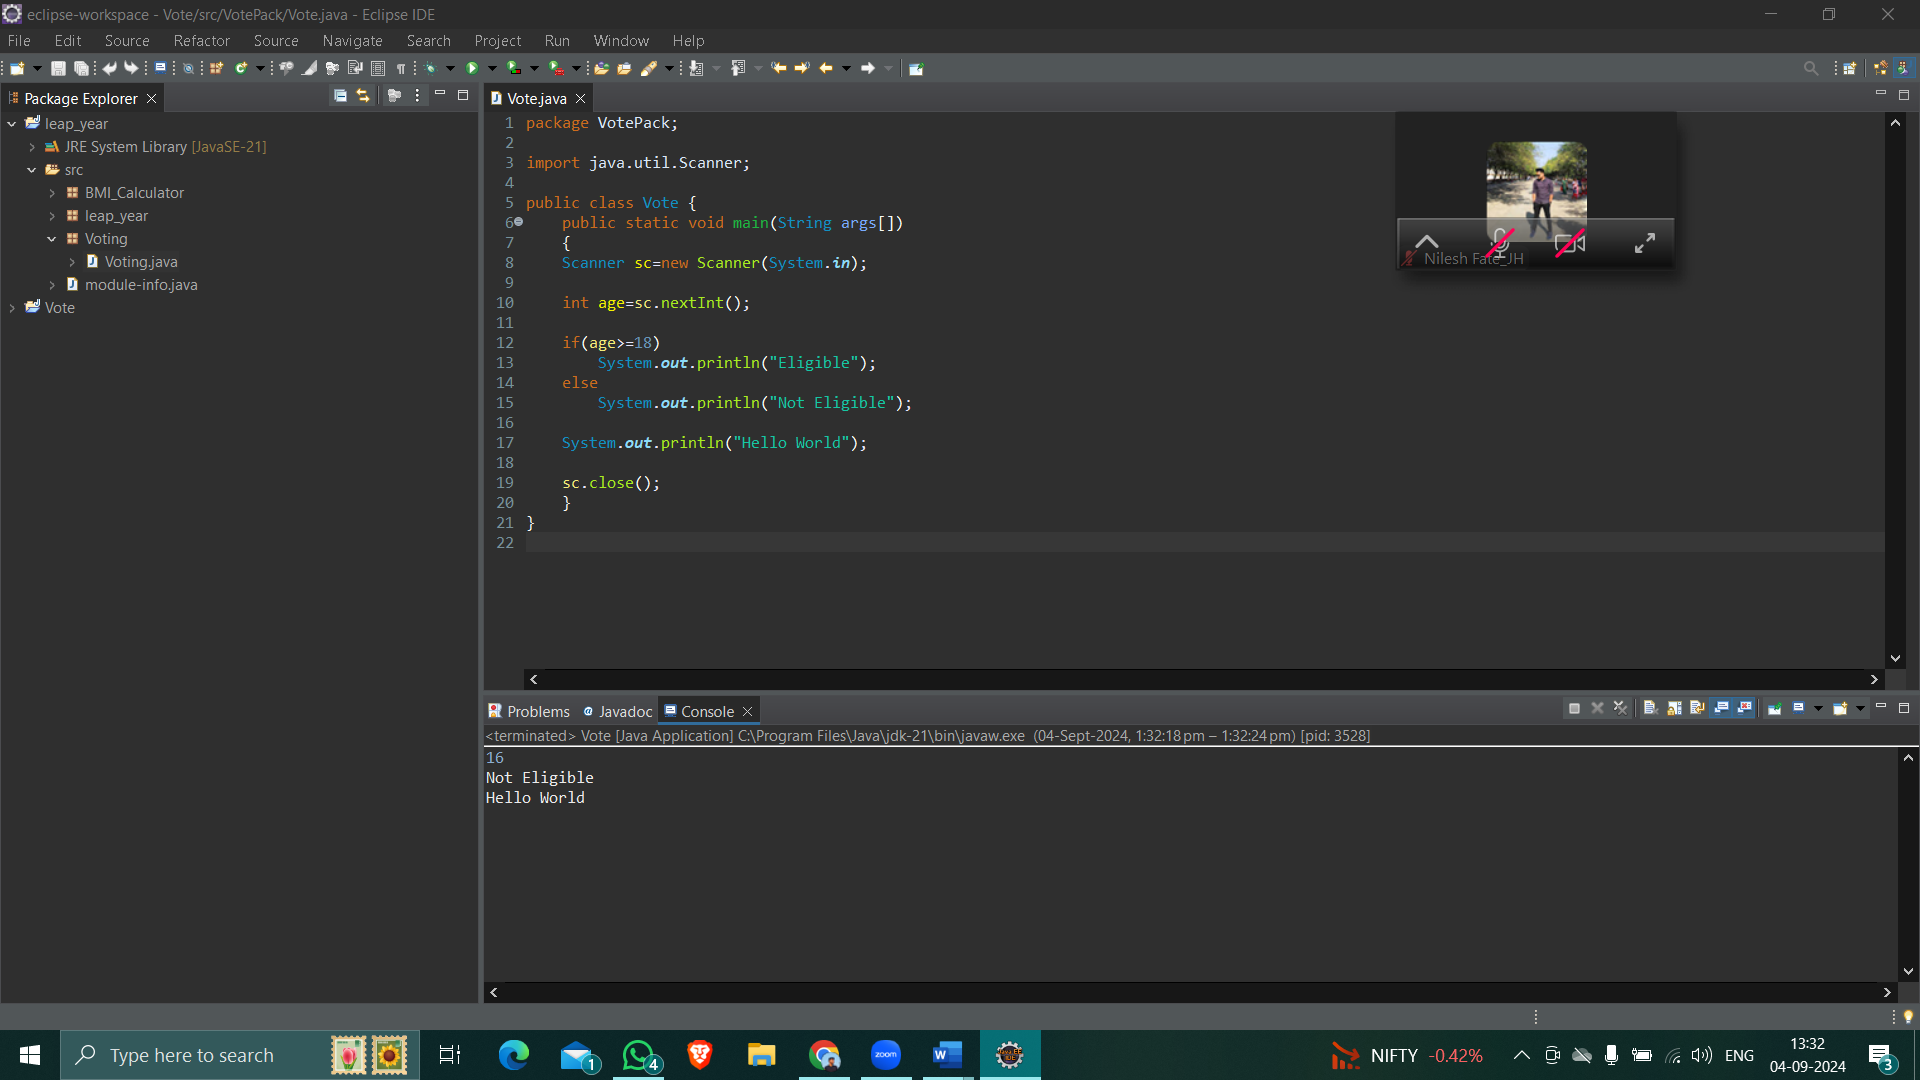 eclipse-workspace - Vote/src/VotePack/Vote.java - Eclipse IDE
File Edit Source Refactor Source Navigate Search Project Run Window Help
Package Explorer
leap_year
JRE System Library [JavaSE-21]
src
BMI_Calculator
leap_year
Voting
Voting.java
module-info.java
Vote
Vote.java
1 package VotePack;
2
3 import java.util.Scanner;
4
5 public class Vote {
6 public static void main(String args[])
7 {
8 Scanner sc=new Scanner(System.in);
9
10 int age=sc.nextInt();
11
12 if(age>=18)
13 System.out.println("Eligible");
14 else
15 System.out.println("Not Eligible");
16
17 System.out.println("Hello World");
18
19 sc.close();
20 }
21 }
22
Nilesh Fate_JH
Problems Javadoc Console
<terminated> Vote [Java Application] C:\Program Files\Java\jdk-21\bin\javaw.exe (04-Sept-2024, 1:32:18 pm – 1:32:24 pm) [pid: 3528]
16
Not Eligible
Hello World
Type here to search
1
4
zoom
W
NIFTY -0.42%
ENG
13:32
04-09-2024
3